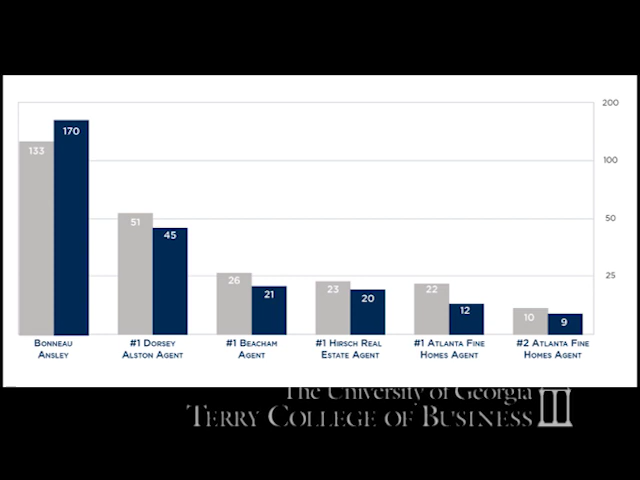 200
170
133
100
51
45
50
26
21
23
20
22
12
10
9
25
BONNEAU
ANSLEY
#1 DORSEY
ALSTON AGENT
#1 BEACHAM
AGENT
#1 HIRSCH REAL
ESTATE AGENT
#1 ATLANTA FINE
HOMES AGENT
#2 ATLANTA FINE
HOMES AGENT
The University of Georgia
TERRY COLLEGE OF BUSINESS